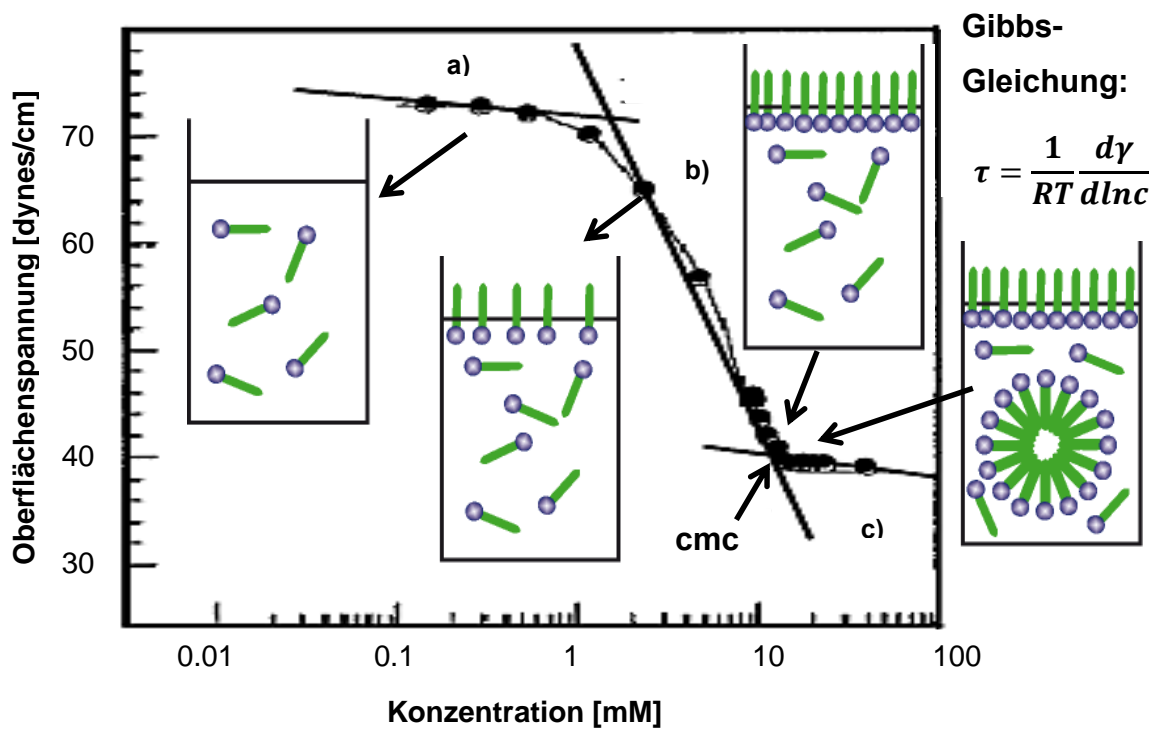 Gibbs-
Gleichung:
τ = 1/RT dγ/dlnc
a)
b)
c)
cmc
Oberflächenspannung [dynes/cm]
70
60
50
40
30
0.01
0.1
1
10
100
Konzentration [mM]